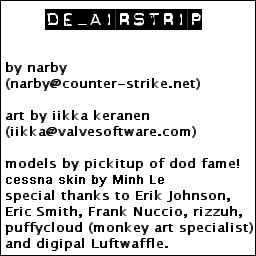 DE_AIRSTRIP
by narby
(narby@counter-strike.net)
art by iikka keranen
(iikka@valvesoftware.com)
models by pickitup of dod fame!
cessna skin by Minh Le
special thanks to Erik Johnson,
Eric Smith, Frank Nuccio, rizzuh,
puffycloud (monkey art specialist)
and digipal Luftwaffle.